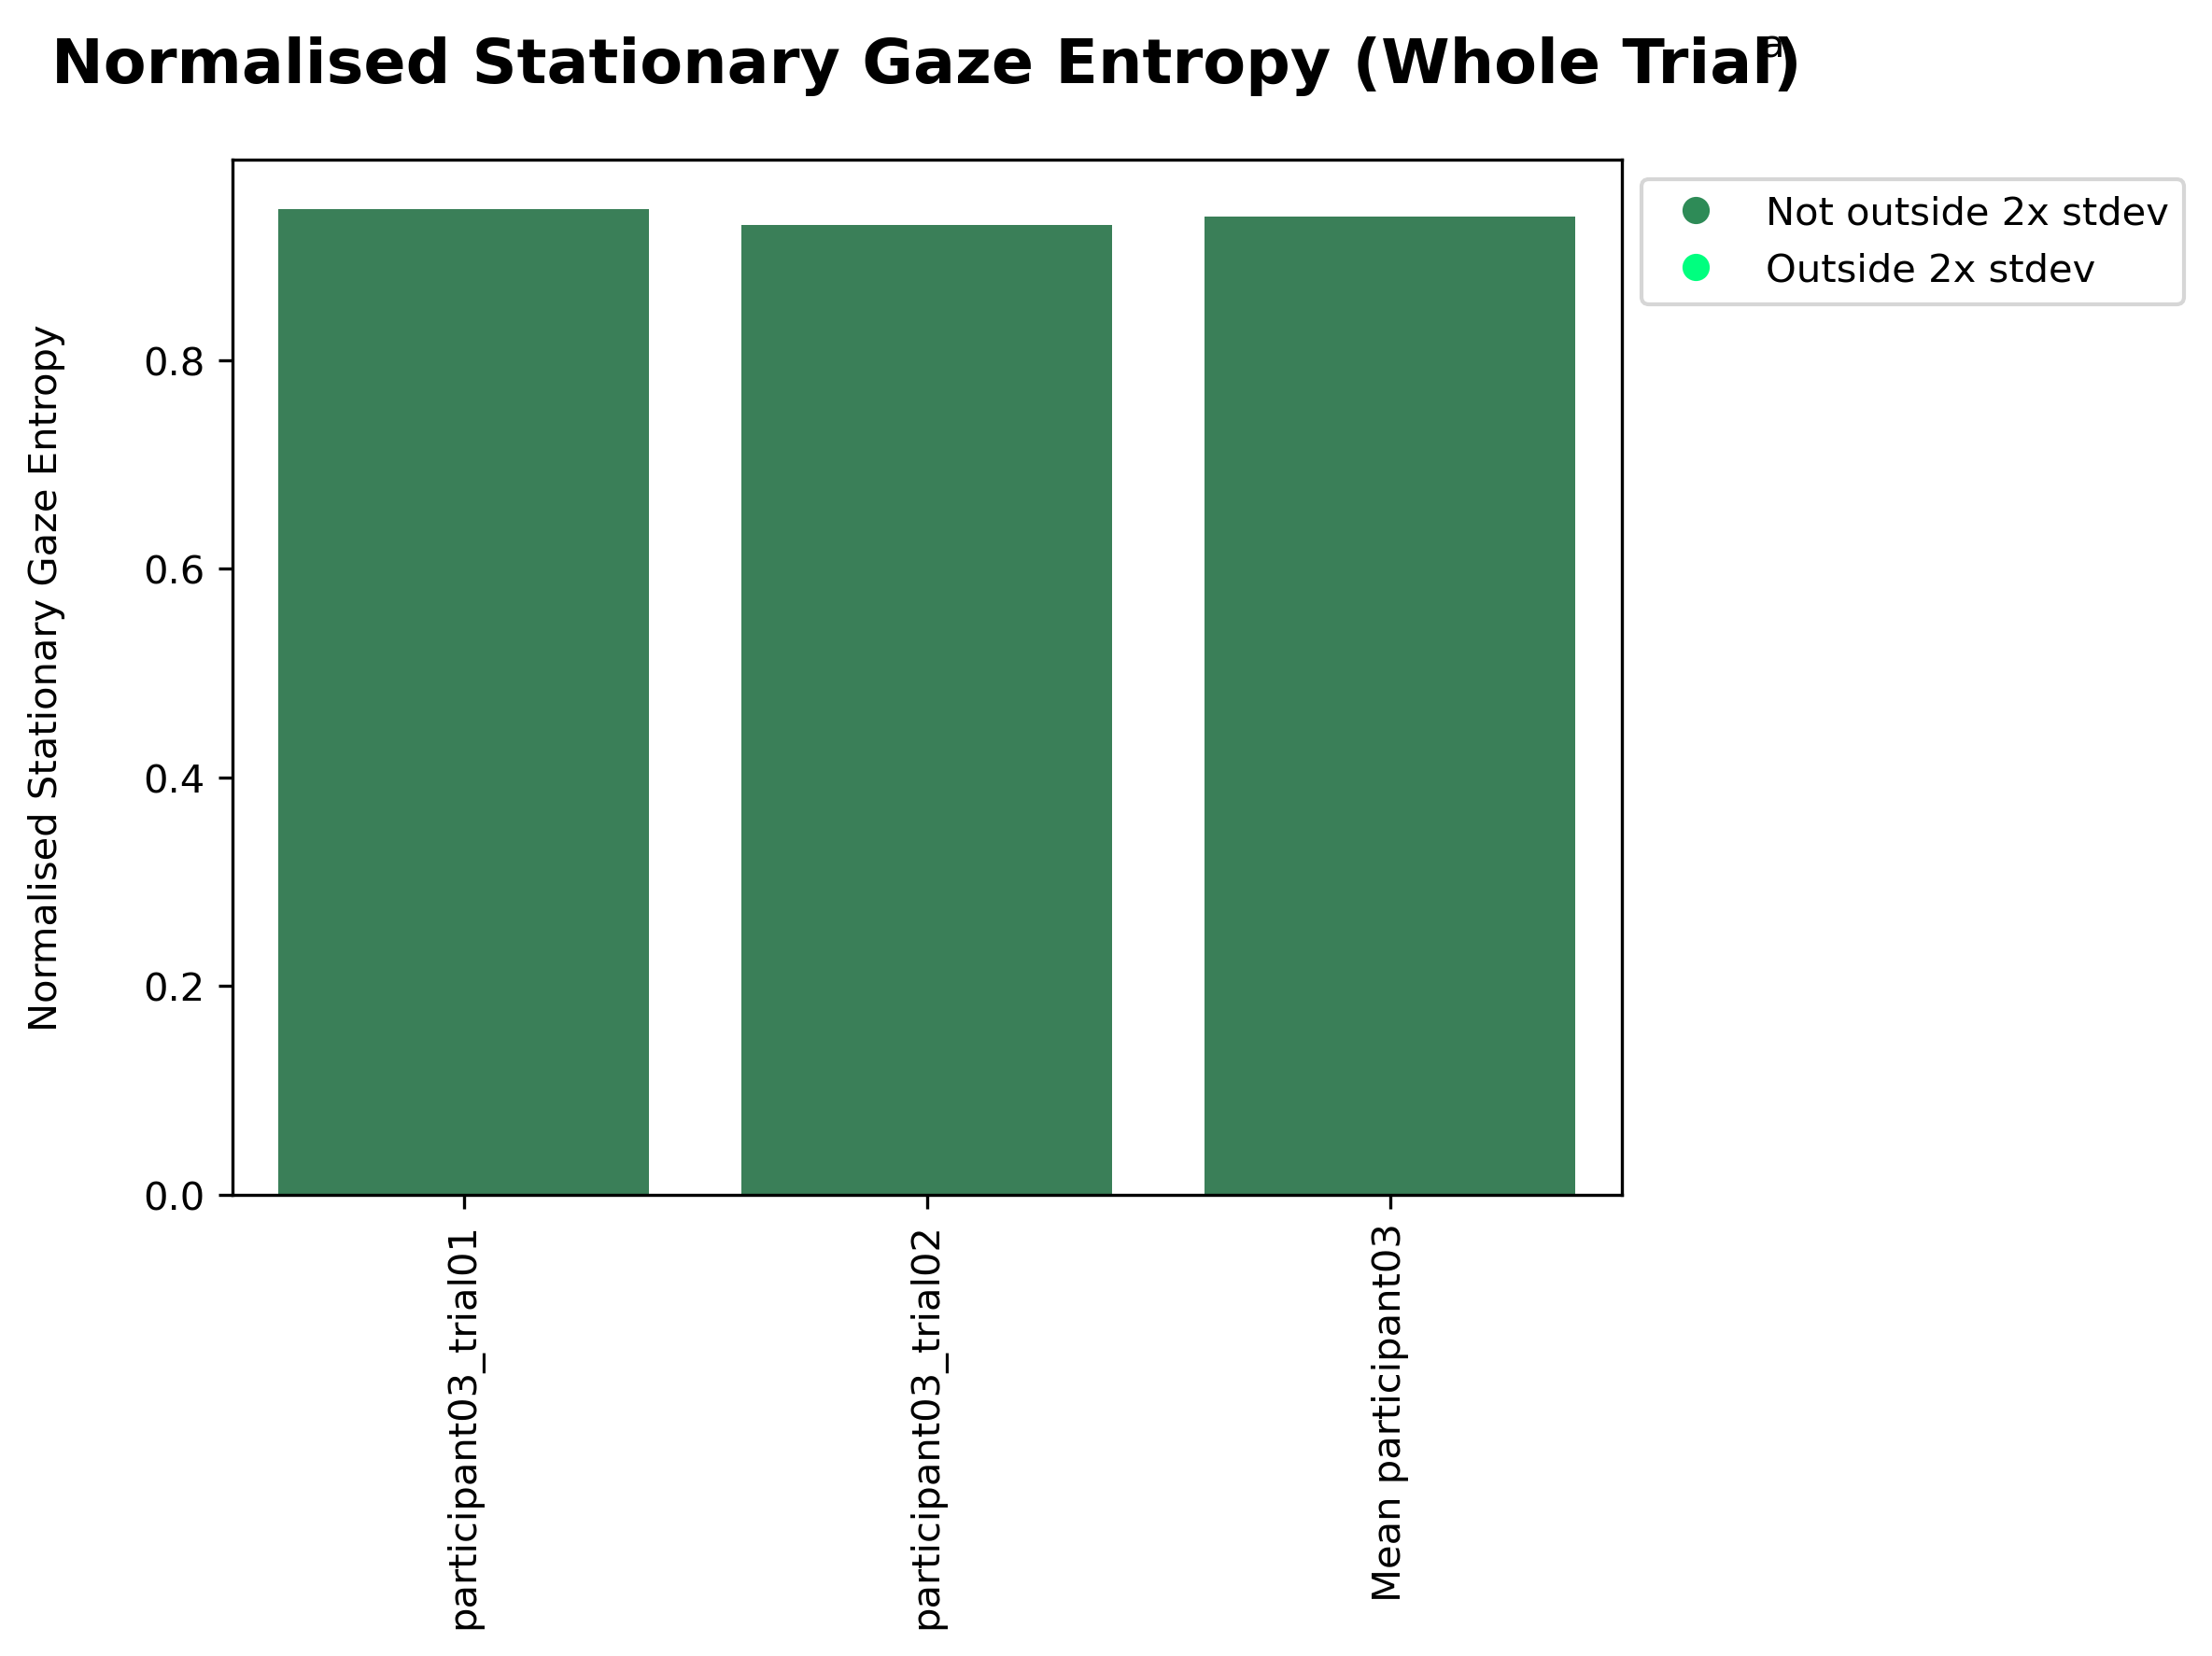 Normalised Stationary Gaze Entropy (Whole Trial)
a
Not outside 2x stdev
Outside 2x stdev
Normalised Stationary Gaze Entropy
0.8
0.6
0.4
0.2
0.0
participant03_trial01
participant03_trial02
Mean participant03